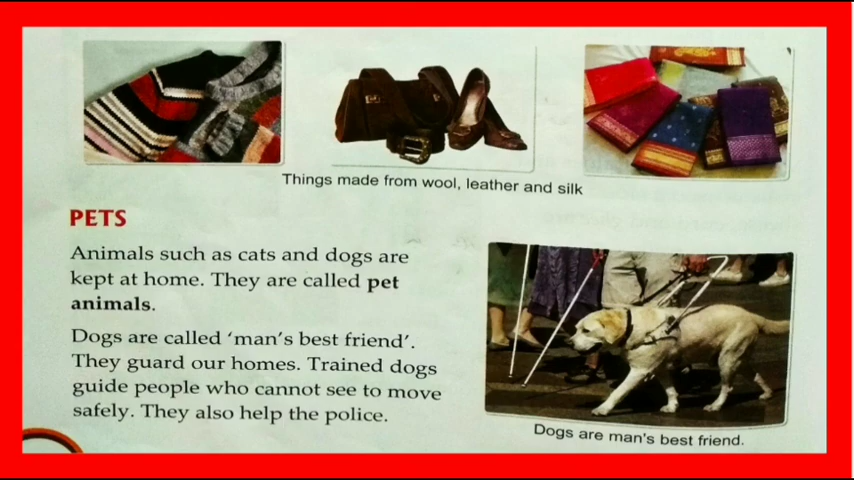 Things made from wool, leather and silk
PETS
Animals such as cats and dogs are
kept at home. They are called pet
animals.
Dogs are called ‘man’s best friend’.
They guard our homes. Trained dogs
guide people who cannot see to move
safely. They also help the police.
Dogs are man's best friend.